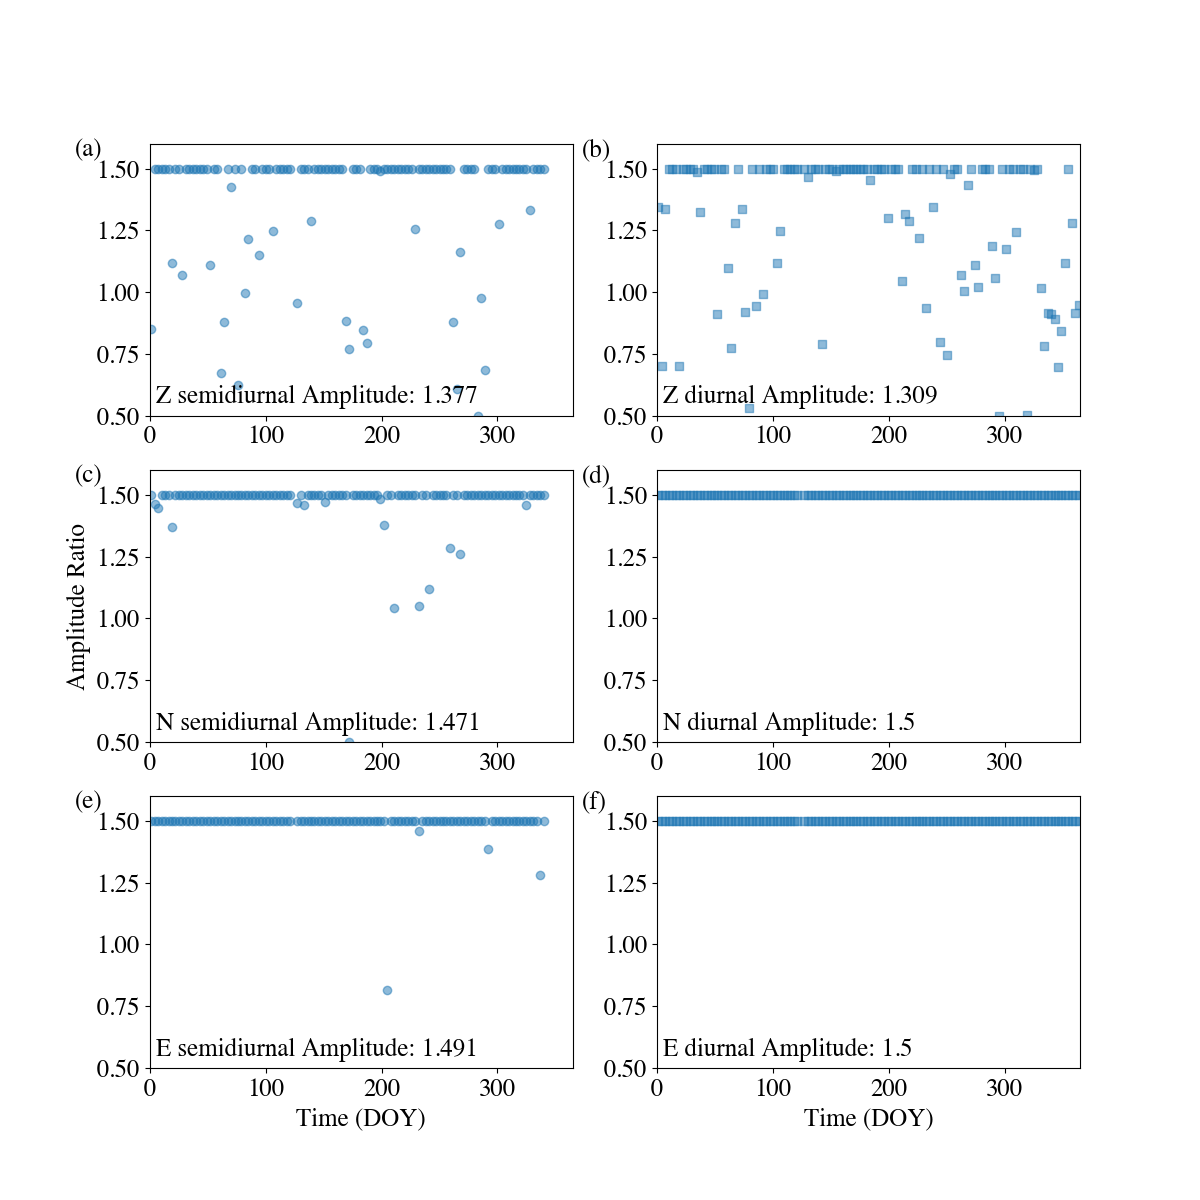 (a)
1.50
1.25
1.00
0.75
0.50
Z semidiurnal Amplitude: 1.377
0 100 200 300
(b)
1.50
1.25
1.00
0.75
0.50
Z diurnal Amplitude: 1.309
0 100 200 300
Amplitude Ratio
(c)
1.50
1.25
1.00
0.75
0.50
N semidiurnal Amplitude: 1.471
0 100 200 300
(d)
1.50
1.25
1.00
0.75
0.50
N diurnal Amplitude: 1.5
0 100 200 300
(e)
1.50
1.25
1.00
0.75
0.50
E semidiurnal Amplitude: 1.491
0 100 200 300
Time (DOY)
(f)
1.50
1.25
1.00
0.75
0.50
E diurnal Amplitude: 1.5
0 100 200 300
Time (DOY)